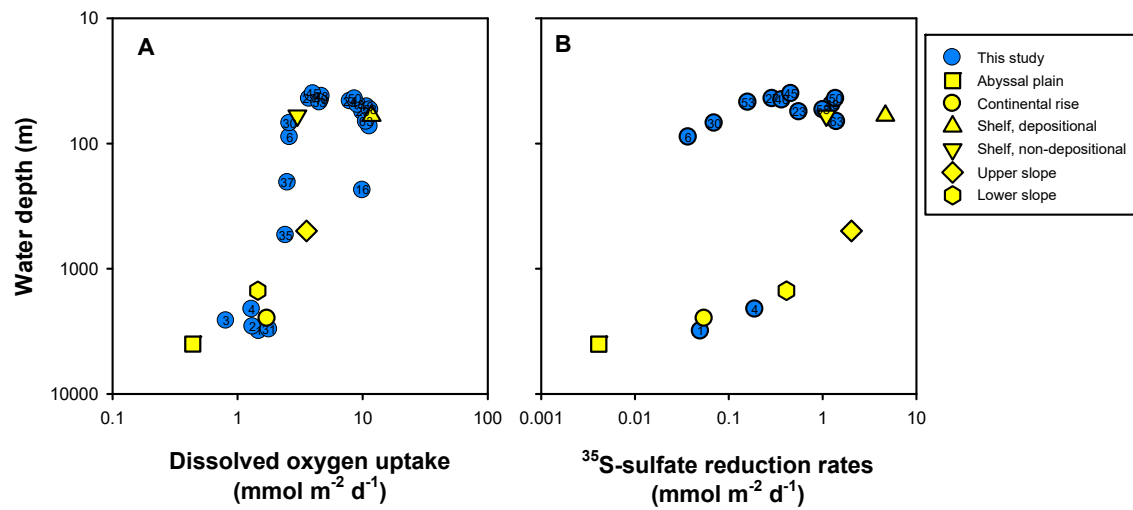 A
B
10
100
1000
10000
Water depth (m)
30
6
37
16
35
4
3
2
31
0.1
1
10
100
Dissolved oxygen uptake
(mmol m-2 d-1)
53
45
50
63
30
6
4
1
0.001
0.01
0.1
1
10
35S-sulfate reduction rates
(mmol m-2 d-1)
This study
Abyssal plain
Continental rise
Shelf, depositional
Shelf, non-depositional
Upper slope
Lower slope